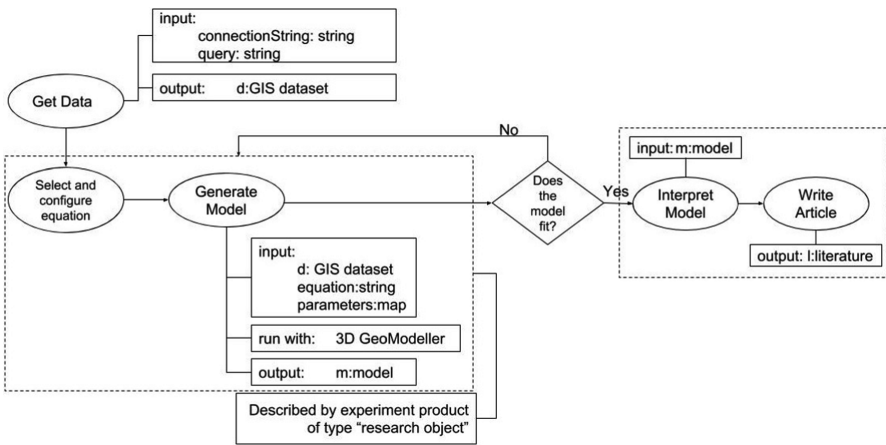 input:
connectionString: string
query: string
output: d:GIS dataset
Get Data
No
Select and
configure
equation
Generate
Model
Does
the
model
fit?
Yes
input: m:model
Interpret
Model
Write
Article
output: l:literature
input:
d: GIS dataset
equation:string
parameters:map
run with: 3D GeoModeller
output: m:model
Described by experiment product
of type “research object”